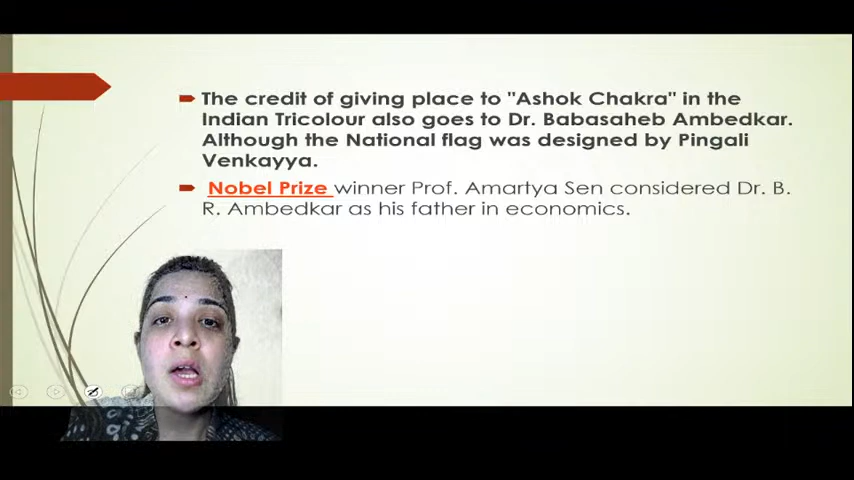 The credit of giving place to "Ashok Chakra" in the
Indian Tricolour also goes to Dr. Babasaheb Ambedkar.
Although the National flag was designed by Pingali
Venkayya.
Nobel Prize winner Prof. Amartya Sen considered Dr. B.
R. Ambedkar as his father in economics.